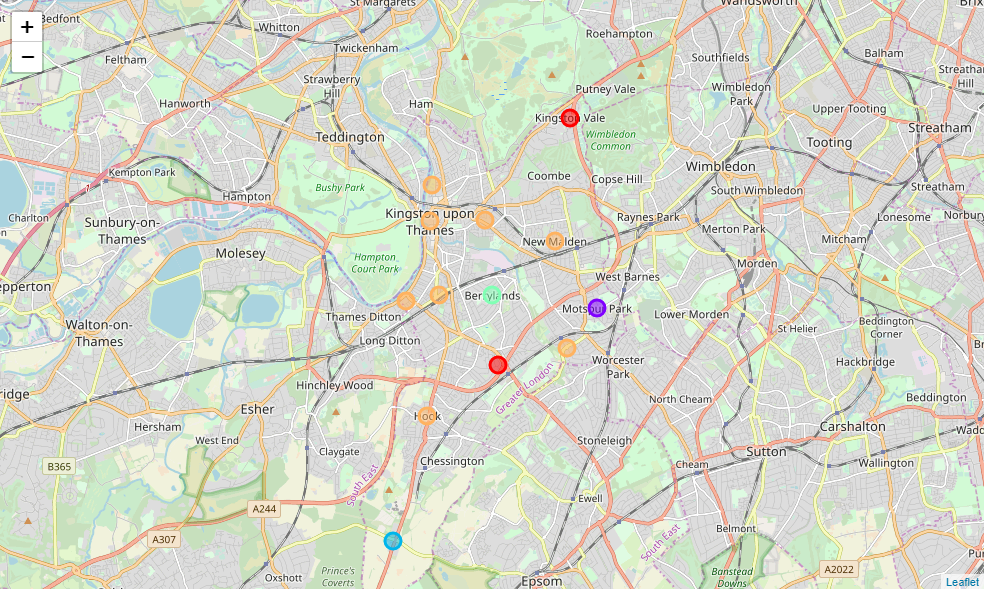 St Margarets
Wandsworth
Bedfont
Whitton
Roehampton
+
Twickenham
Balham
−
Feltham
Southfields
Streatham
Hill
Strawberry
Hill
Putney Vale
Wimbledon
Park
Hanworth
Ham
Upper Tooting
Kingston Vale
Streatham
Teddington
Wimbledon
Common
Tooting
Kempton Park
Coombe
Copse Hill
Wimbledon
Bushy Park
South Wimbledon
Streatham
Hampton
Charlton
Sunbury-on-
Thames
Kingston upon
Thames
Raynes Park
Lonesome
Norbury
Merton Park
Mitcham
New Malden
Molesey
Hampton
Court Park
Morden
West Barnes
epperton
Berrylands
Motspur Park
Thames Ditton
Lower Morden
Walton-on-
Thames
St Helier
Beddington
Corner
Long Ditton
Worcester
Park
Hackbridge
Hinchley Wood
Greater London
ridge
North Cheam
Beddington
Esher
Hook
Hersham
Carshalton
West End
Stoneleigh
Claygate
Sutton
B365
Chessington
Cheam
Wallington
South East
Ewell
A244
Belmont
A307
South East
Oxshott
Prince's
Coverts
Epsom
Banstead
Downs
A2022
Leaflet